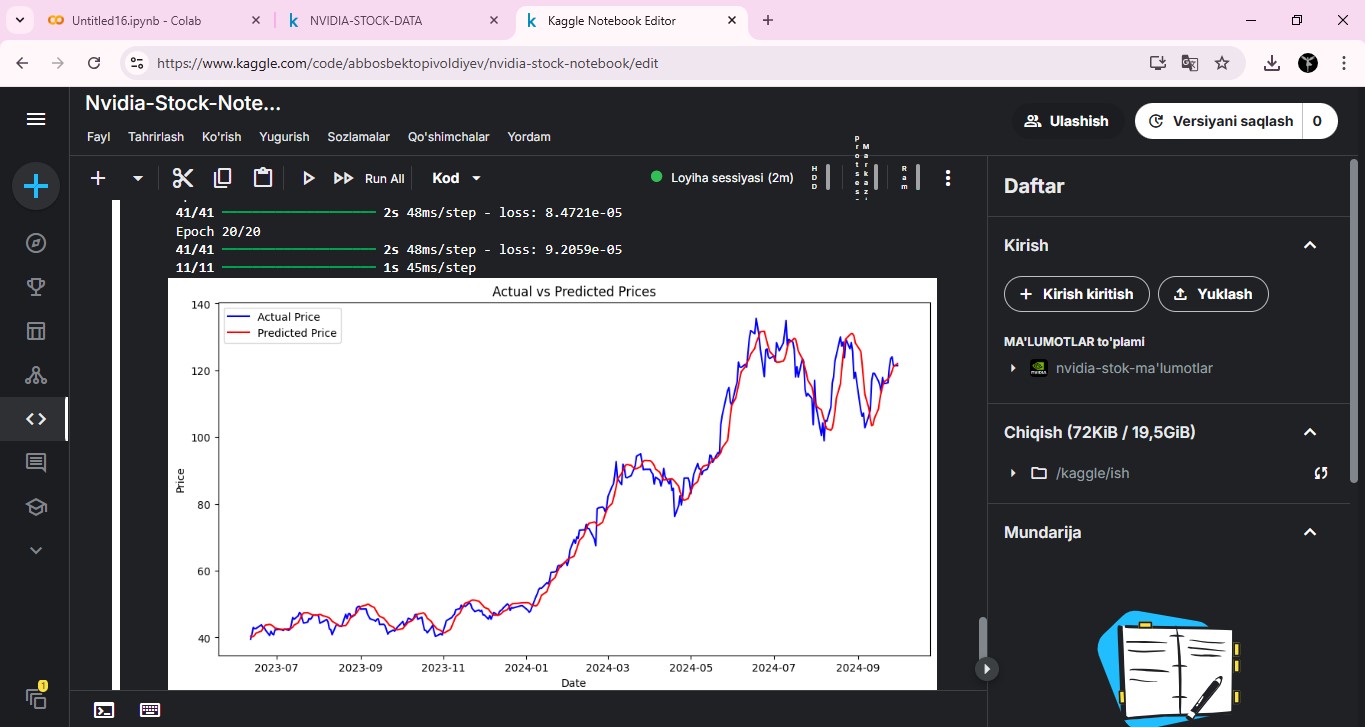 Untitled16.ipynb - Colab
NVIDIA-STOCK-DATA
Kaggle Notebook Editor
https://www.kaggle.com/code/abbosbektopivoldiyev/nvidia-stock-notebook/edit
Nvidia-Stock-Note...
Fayl Tahrirlash Ko'rish Yugurish Sozlamalar Qo'shimchalar Yordam
Ulashish
Versiyani saqlash 0
Run All
Kod
Loyiha sessiyasi (2m)
HDD
Protsess
Markazi
Ram
41/41 2s 48ms/step - loss: 8.4721e-05
Epoch 20/20
41/41 2s 48ms/step - loss: 9.2059e-05
11/11 1s 45ms/step
Actual vs Predicted Prices
Actual Price
Predicted Price
140
120
100
80
60
40
Price
2023-07 2023-09 2023-11 2024-01 2024-03 2024-05 2024-07 2024-09
Date
Daftar
Kirish
+ Kirish kiritish
Yuklash
MA'LUMOTLAR to'plami
nvidia-stok-ma'lumotlar
Chiqish (72KiB / 19,5GiB)
/kaggle/ish
Mundarija
1